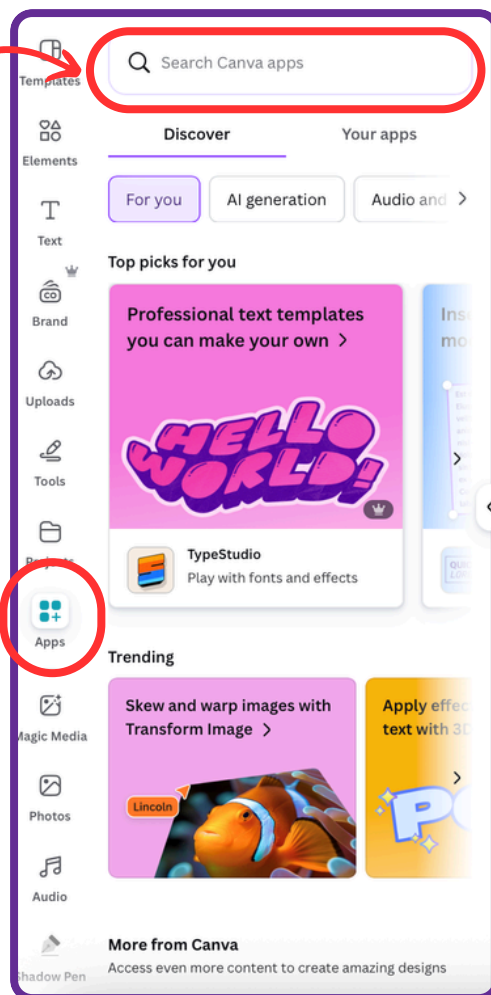 Templates
Elements
Text
Brand
Uploads
Tools
Projects
Apps
Magic Media
Photos
Audio
Shadow Pen
Search Canva apps
Discover
Your apps
For you
AI generation
Audio and
Top picks for you
Professional text templates
you can make your own >
HELLO
WORLD!
TypeStudio
Play with fonts and effects
Trending
Skew and warp images with
Transform Image >
Lincoln
Apply effec
text with 3D
More from Canva
Access even more content to create amazing designs